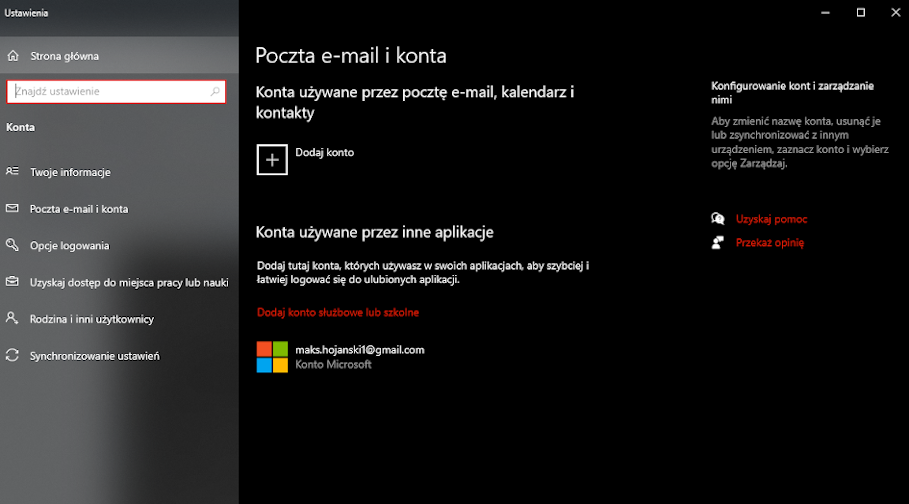 Ustawienia
Strona główna
Znajdź ustawienie
Konta
Twoje informacje
Poczta e-mail i konta
Opcje logowania
Uzyskaj dostęp do miejsca pracy lub nauki
Rodzina i inni użytkownicy
Synchronizowanie ustawień
Poczta e-mail i konta
Konta używane przez pocztę e-mail, kalendarz i
kontakty
Dodaj konto
Konta używane przez inne aplikacje
Dodaj tutaj konta, których używasz w swoich aplikacjach, aby szybciej i
łatwiej logować się do ulubionych aplikacji.
Dodaj konto służbowe lub szkolne
maks.hojanski1@gmail.com
Konto Microsoft
Konfigurowanie kont i zarządzanie
nimi
Aby zmienić nazwę konta, usunąć je
lub zsynchronizować z innym
urządzeniem, zaznacz konto i wybierz
opcję Zarządzaj.
Uzyskaj pomoc
Przekaż opinię